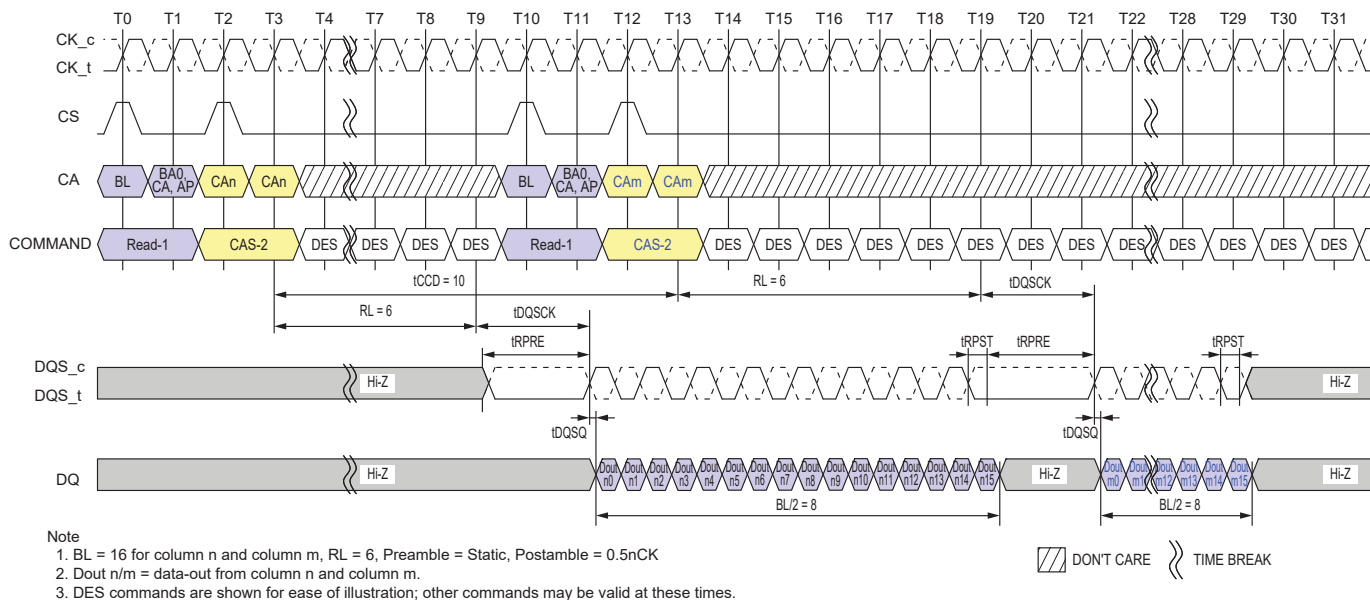 T0 T1 T2 T3 T4 T7 T8 T9 T10 T11 T12 T13 T14 T15 T16 T17 T18 T19 T20 T21 T22 T28 T29 T30 T31
CK_c
CK_t
CS
CA BL BA0, CA, AP CAn CAn BL BA0, CA, AP CAm CAm
COMMAND Read-1 CAS-2 DES DES DES DES Read-1 CAS-2 DES DES DES DES DES DES DES DES DES DES DES DES DES
tCCD = 10 RL = 6 tDQSCK
RL = 6 tDQSCK
tRPRE tRPST tRPRE tRPST
DQS_c
DQS_t
Hi-Z Hi-Z
tDQSQ tDQSQ
DQ Hi-Z Dout n0 Dout n1 Dout n2 Dout n3 Dout n4 Dout n5 Dout n6 Dout n7 Dout n8 Dout n9 Dout n10 Dout n11 Dout n12 Dout n13 Dout n14 Dout n15 Hi-Z Dout m0 Dout m1 Dout m12 Dout m13 Dout m14 Dout m15 Hi-Z
BL/2 = 8 BL/2 = 8
Note
1. BL = 16 for column n and column m, RL = 6, Preamble = Static, Postamble = 0.5nCK
2. Dout n/m = data-out from column n and column m.
3. DES commands are shown for ease of illustration; other commands may be valid at these times.
DON'T CARE TIME BREAK